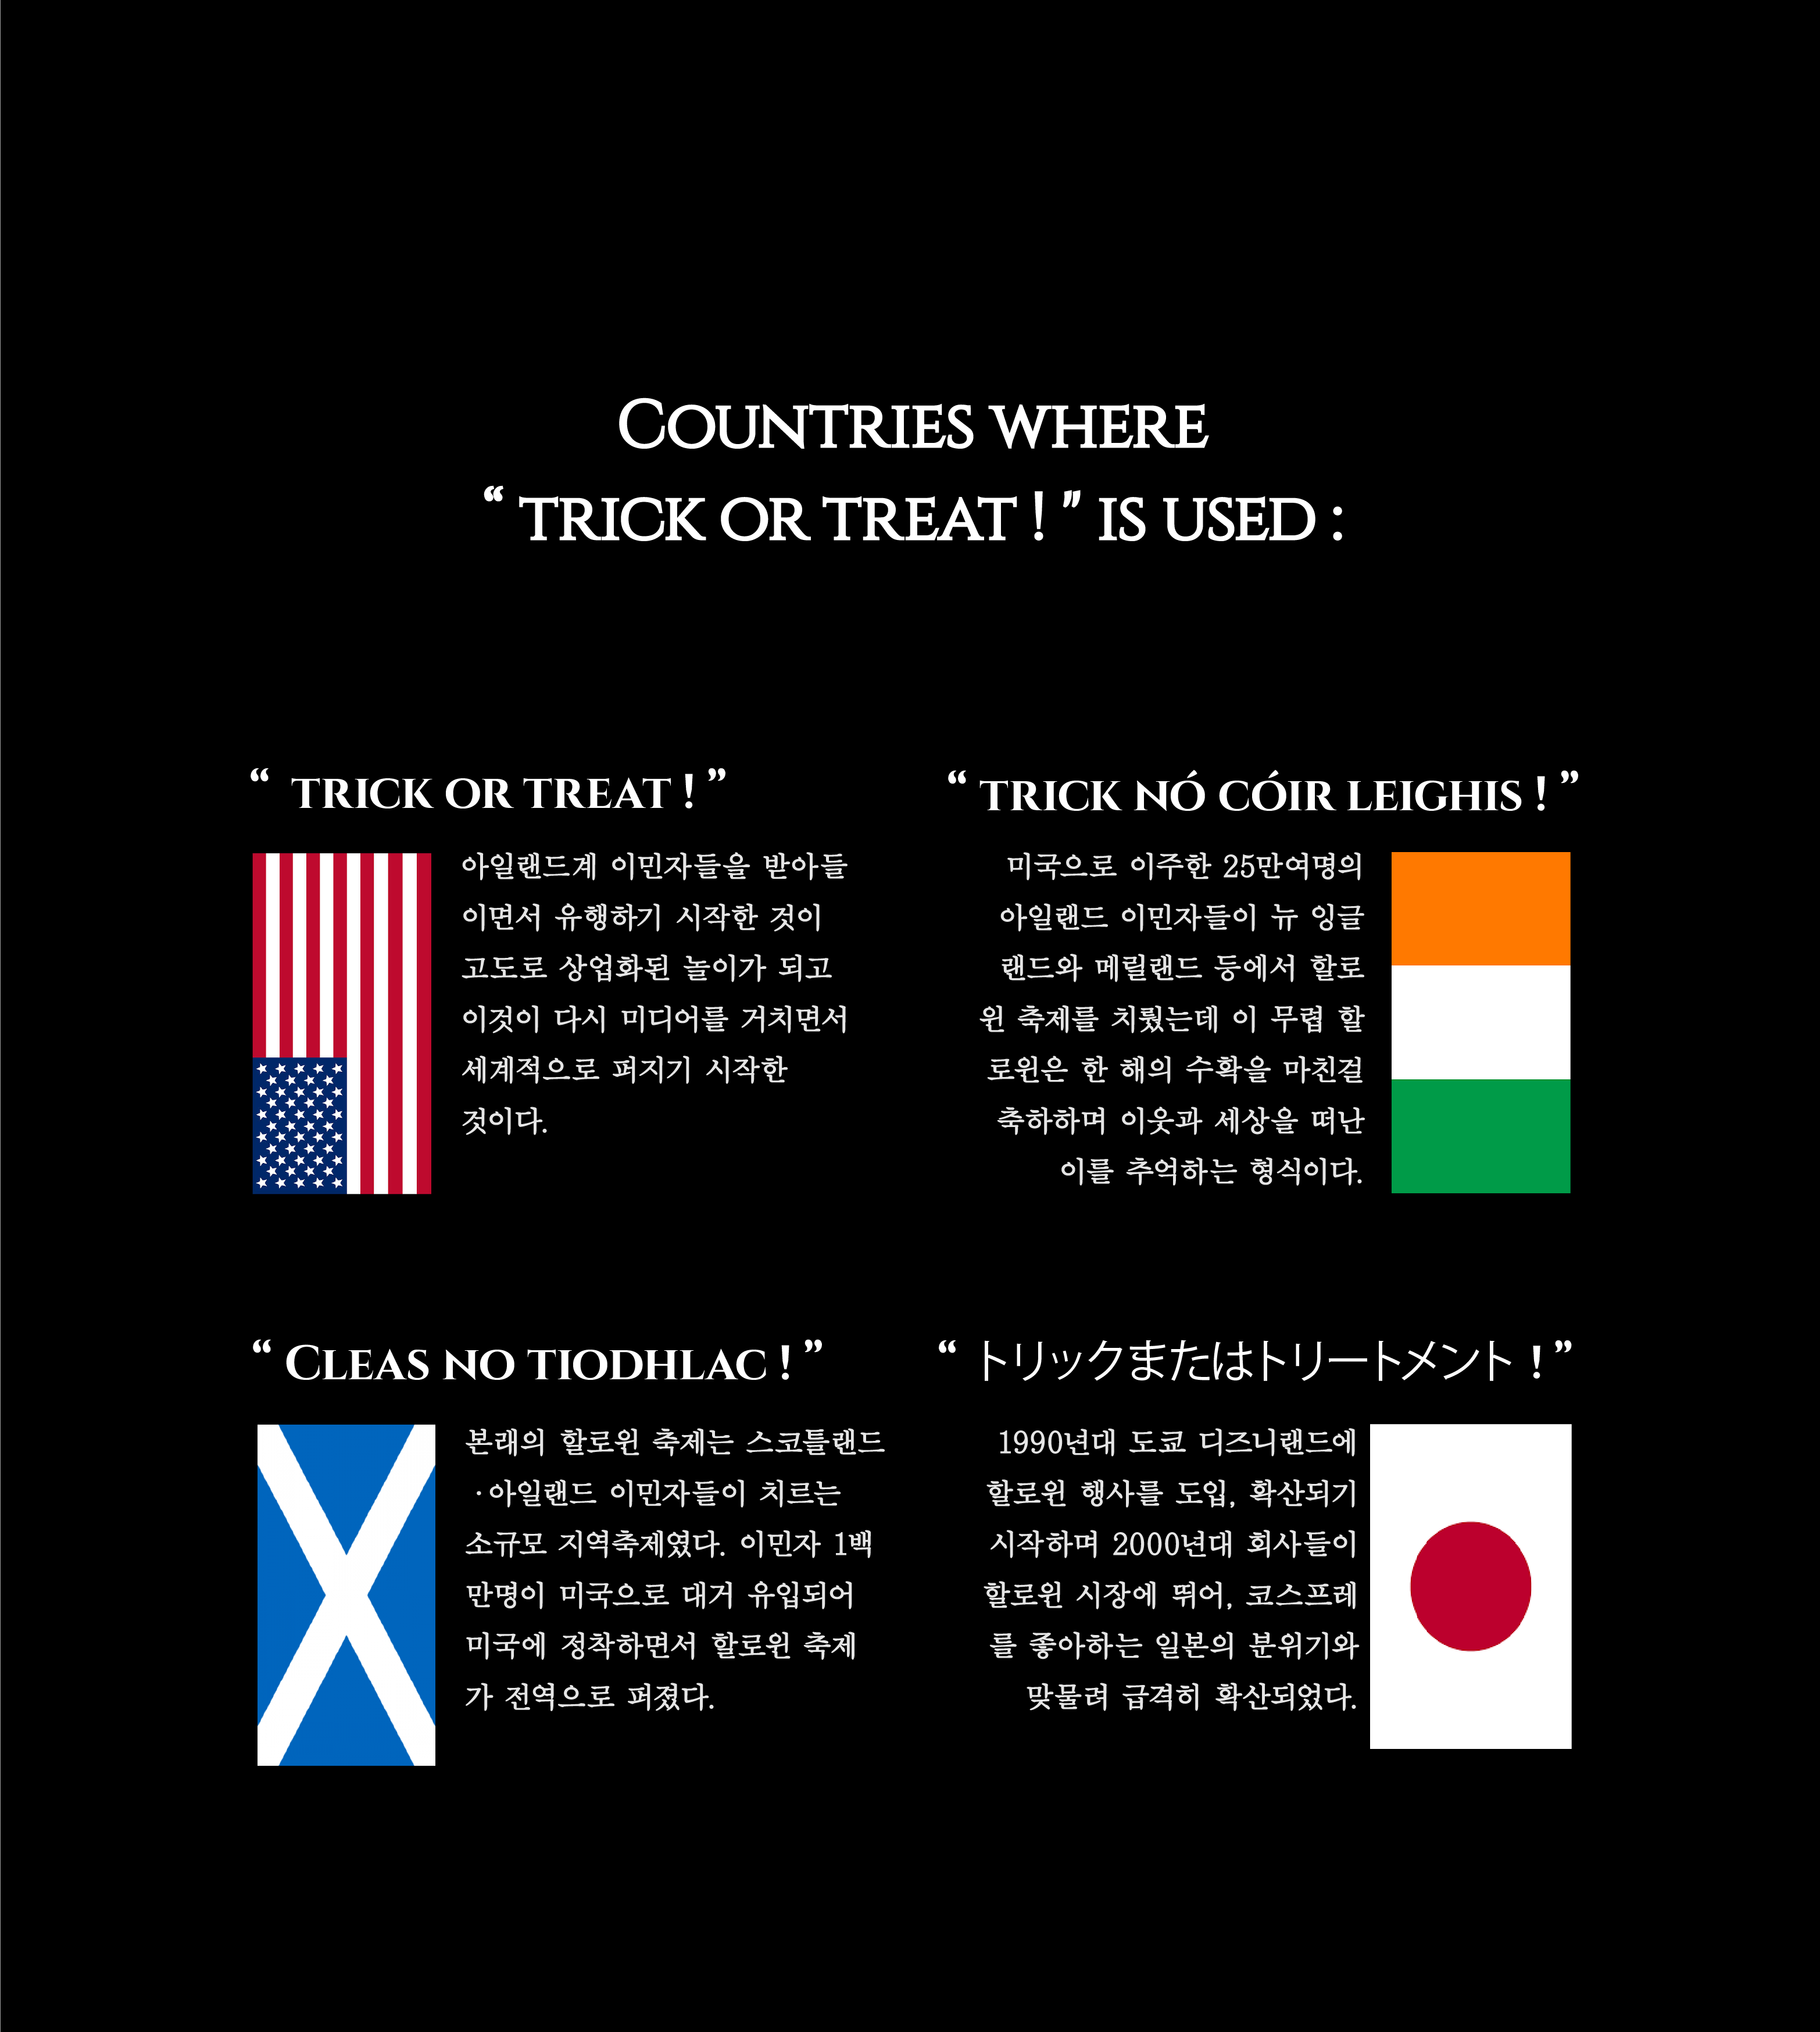 Countries where
“ trick or treat ! ” is used :
“ trick or treat ! ”
아일랜드계 이민자들을 받아들
이면서 유행하기 시작한 것이
고도로 상업화된 놀이가 되고
이것이 다시 미디어를 거치면서
세계적으로 퍼지기 시작한
것이다.
“ trick nó cóir leighis ! ”
미국으로 이주한 25만여명의
아일랜드 이민자들이 뉴 잉글
랜드와 메릴랜드 등에서 할로
윈 축제를 치뤘는데 이 무렵 할
로윈은 한 해의 수확을 마친걸
축하하며 이웃과 세상을 떠난
이를 추억하는 형식이다.
“ Cleas no tiodhlac ! ”
본래의 할로윈 축제는 스코틀랜드
·아일랜드 이민자들이 치르는
소규모 지역축제였다. 이민자 1백
만명이 미국으로 대거 유입되어
미국에 정착하면서 할로윈 축제
가 전역으로 퍼졌다.
“ トリックまたはトリートメント ! ”
1990년대 도쿄 디즈니랜드에
할로윈 행사를 도입, 확산되기
시작하며 2000년대 회사들이
할로윈 시장에 뛰어, 코스프레
를 좋아하는 일본의 분위기와
맞물려 급격히 확산되었다.